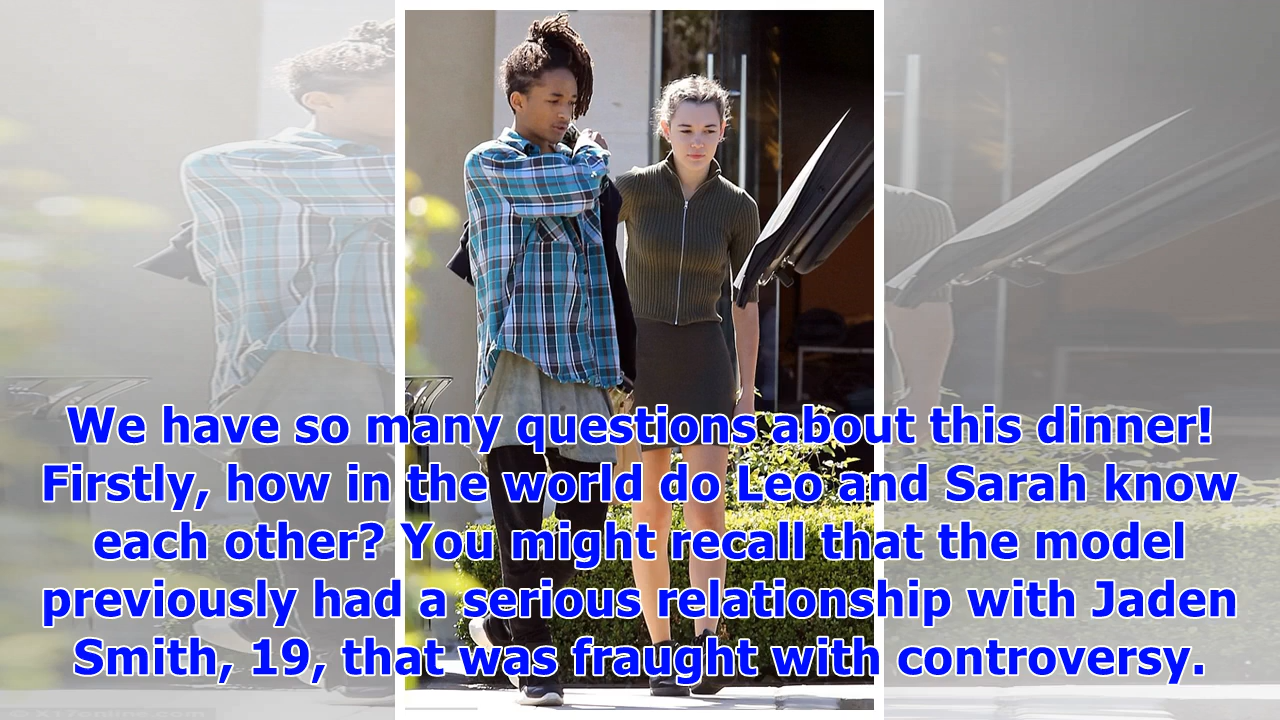 We have so many questions about this dinner!
Firstly, how in the world do Leo and Sarah know
each other? You might recall that the model
previously had a serious relationship with Jaden
Smith, 19, that was fraught with controversy.